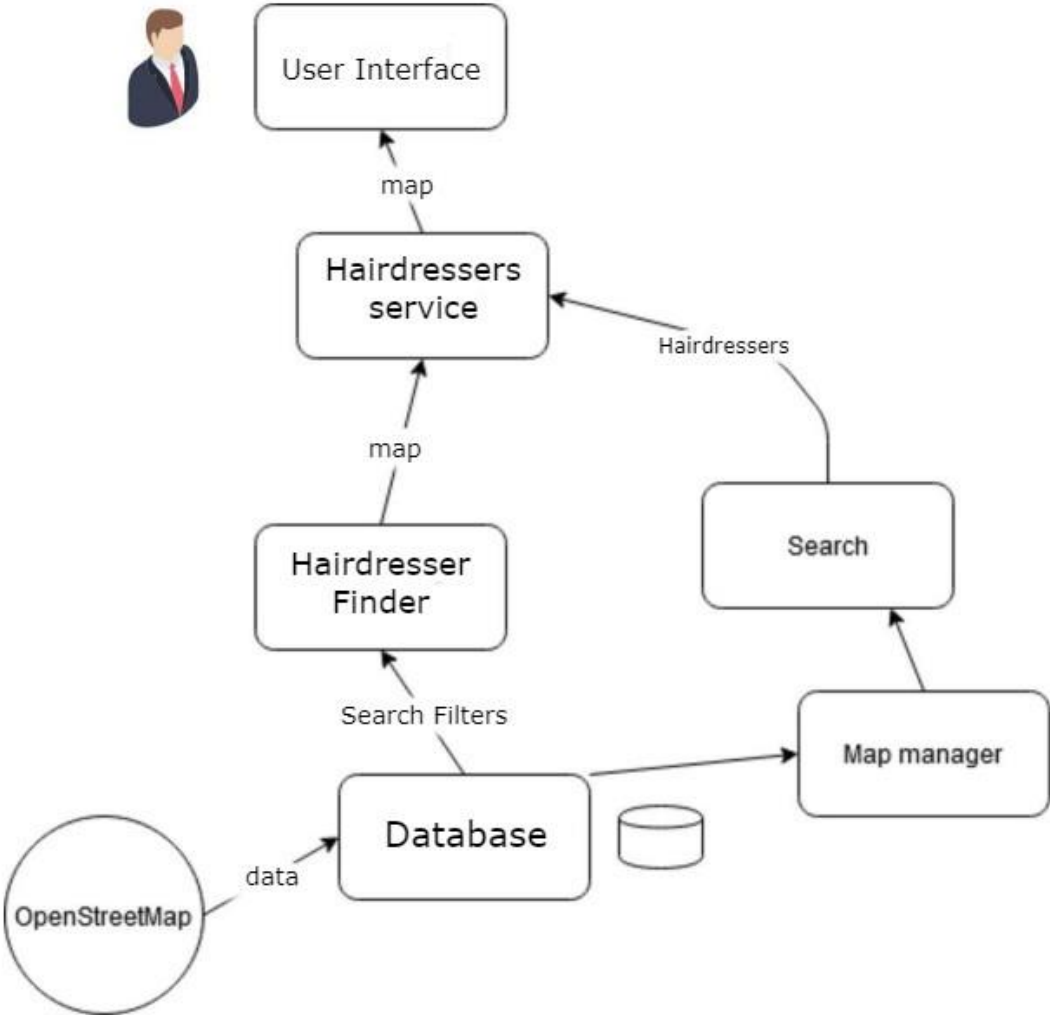 User Interface
map
Hairdressers
service
Hairdressers
map
Search
Hairdresser
Finder
Search Filters
Map manager
Database
data
OpenStreetMap